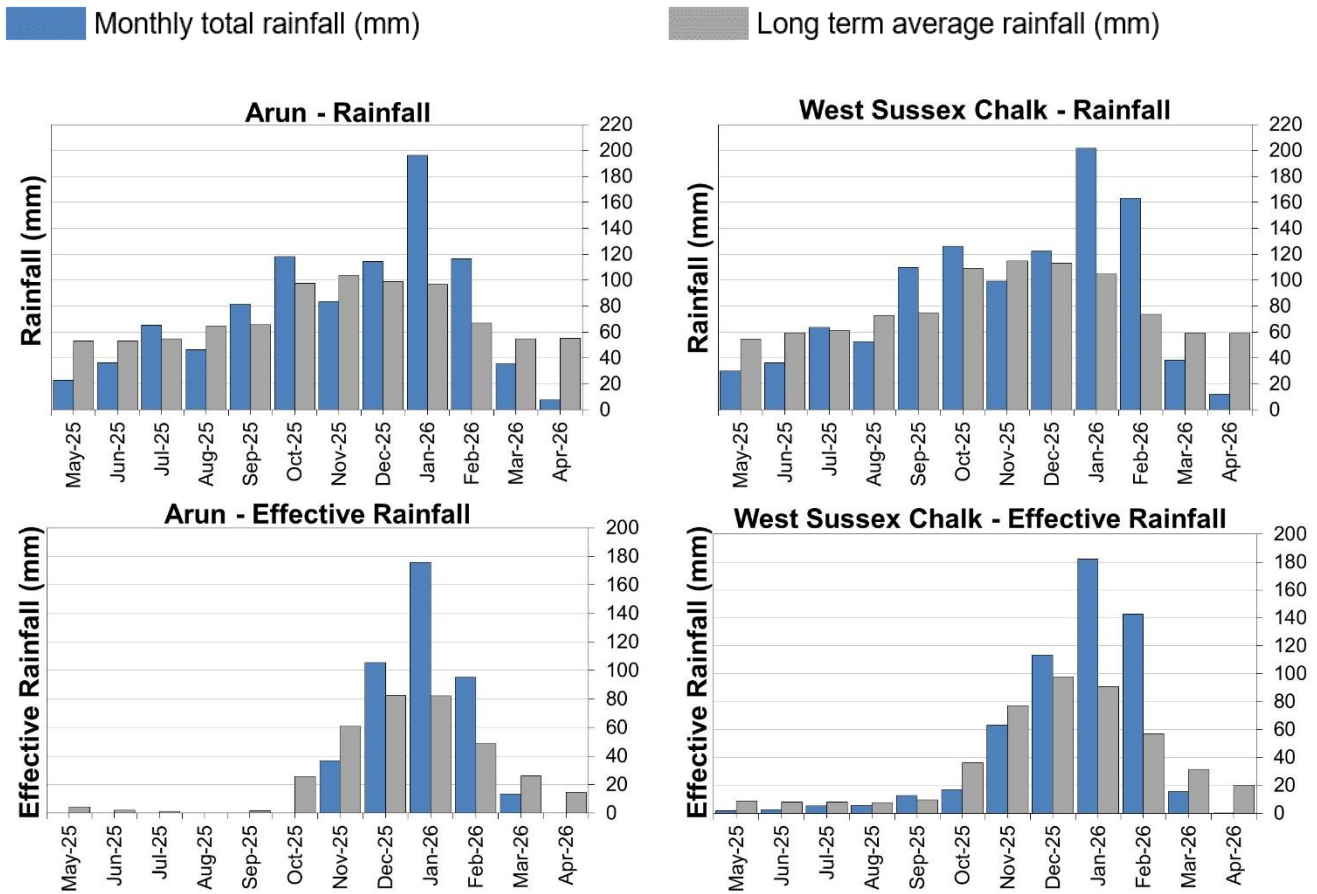 Monthly total rainfall (mm)
Long term average rainfall (mm)
Arun - Rainfall
Rainfall (mm)
220
200
180
160
140
120
100
80
60
40
20
0
May-25
Jun-25
Jul-25
Aug-25
Sep-25
Oct-25
Nov-25
Dec-25
Jan-26
Feb-26
Mar-26
Apr-26
West Sussex Chalk - Rainfall
Rainfall (mm)
220
200
180
160
140
120
100
80
60
40
20
0
May-25
Jun-25
Jul-25
Aug-25
Sep-25
Oct-25
Nov-25
Dec-25
Jan-26
Feb-26
Mar-26
Apr-26
Arun - Effective Rainfall
Effective Rainfall (mm)
200
180
160
140
120
100
80
60
40
20
0
May-25
Jun-25
Jul-25
Aug-25
Sep-25
Oct-25
Nov-25
Dec-25
Jan-26
Feb-26
Mar-26
Apr-26
West Sussex Chalk - Effective Rainfall
Effective Rainfall (mm)
200
180
160
140
120
100
80
60
40
20
0
May-25
Jun-25
Jul-25
Aug-25
Sep-25
Oct-25
Nov-25
Dec-25
Jan-26
Feb-26
Mar-26
Apr-26